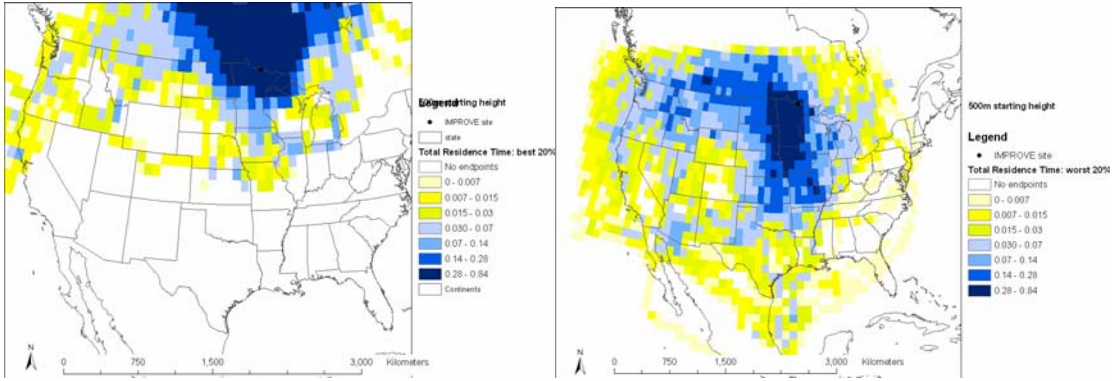 500m starting height
Legend
IMPROVE site
state
Total Residence Time: best 20%
No endpoints
0 - 0.007
0.007 - 0.015
0.015 - 0.03
0.030 - 0.07
0.07 - 0.14
0.14 - 0.28
0.28 - 0.84
Continents
N
0 750 1,500 3,000 Kilometers
500m starting height
Legend
IMPROVE site
Total Residence Time: worst 20%
No endpoints
0 - 0.007
0.007 - 0.015
0.015 - 0.03
0.030 - 0.07
0.07 - 0.14
0.14 - 0.28
0.28 - 0.84
N
0 750 1,500 3,000 Kilometers